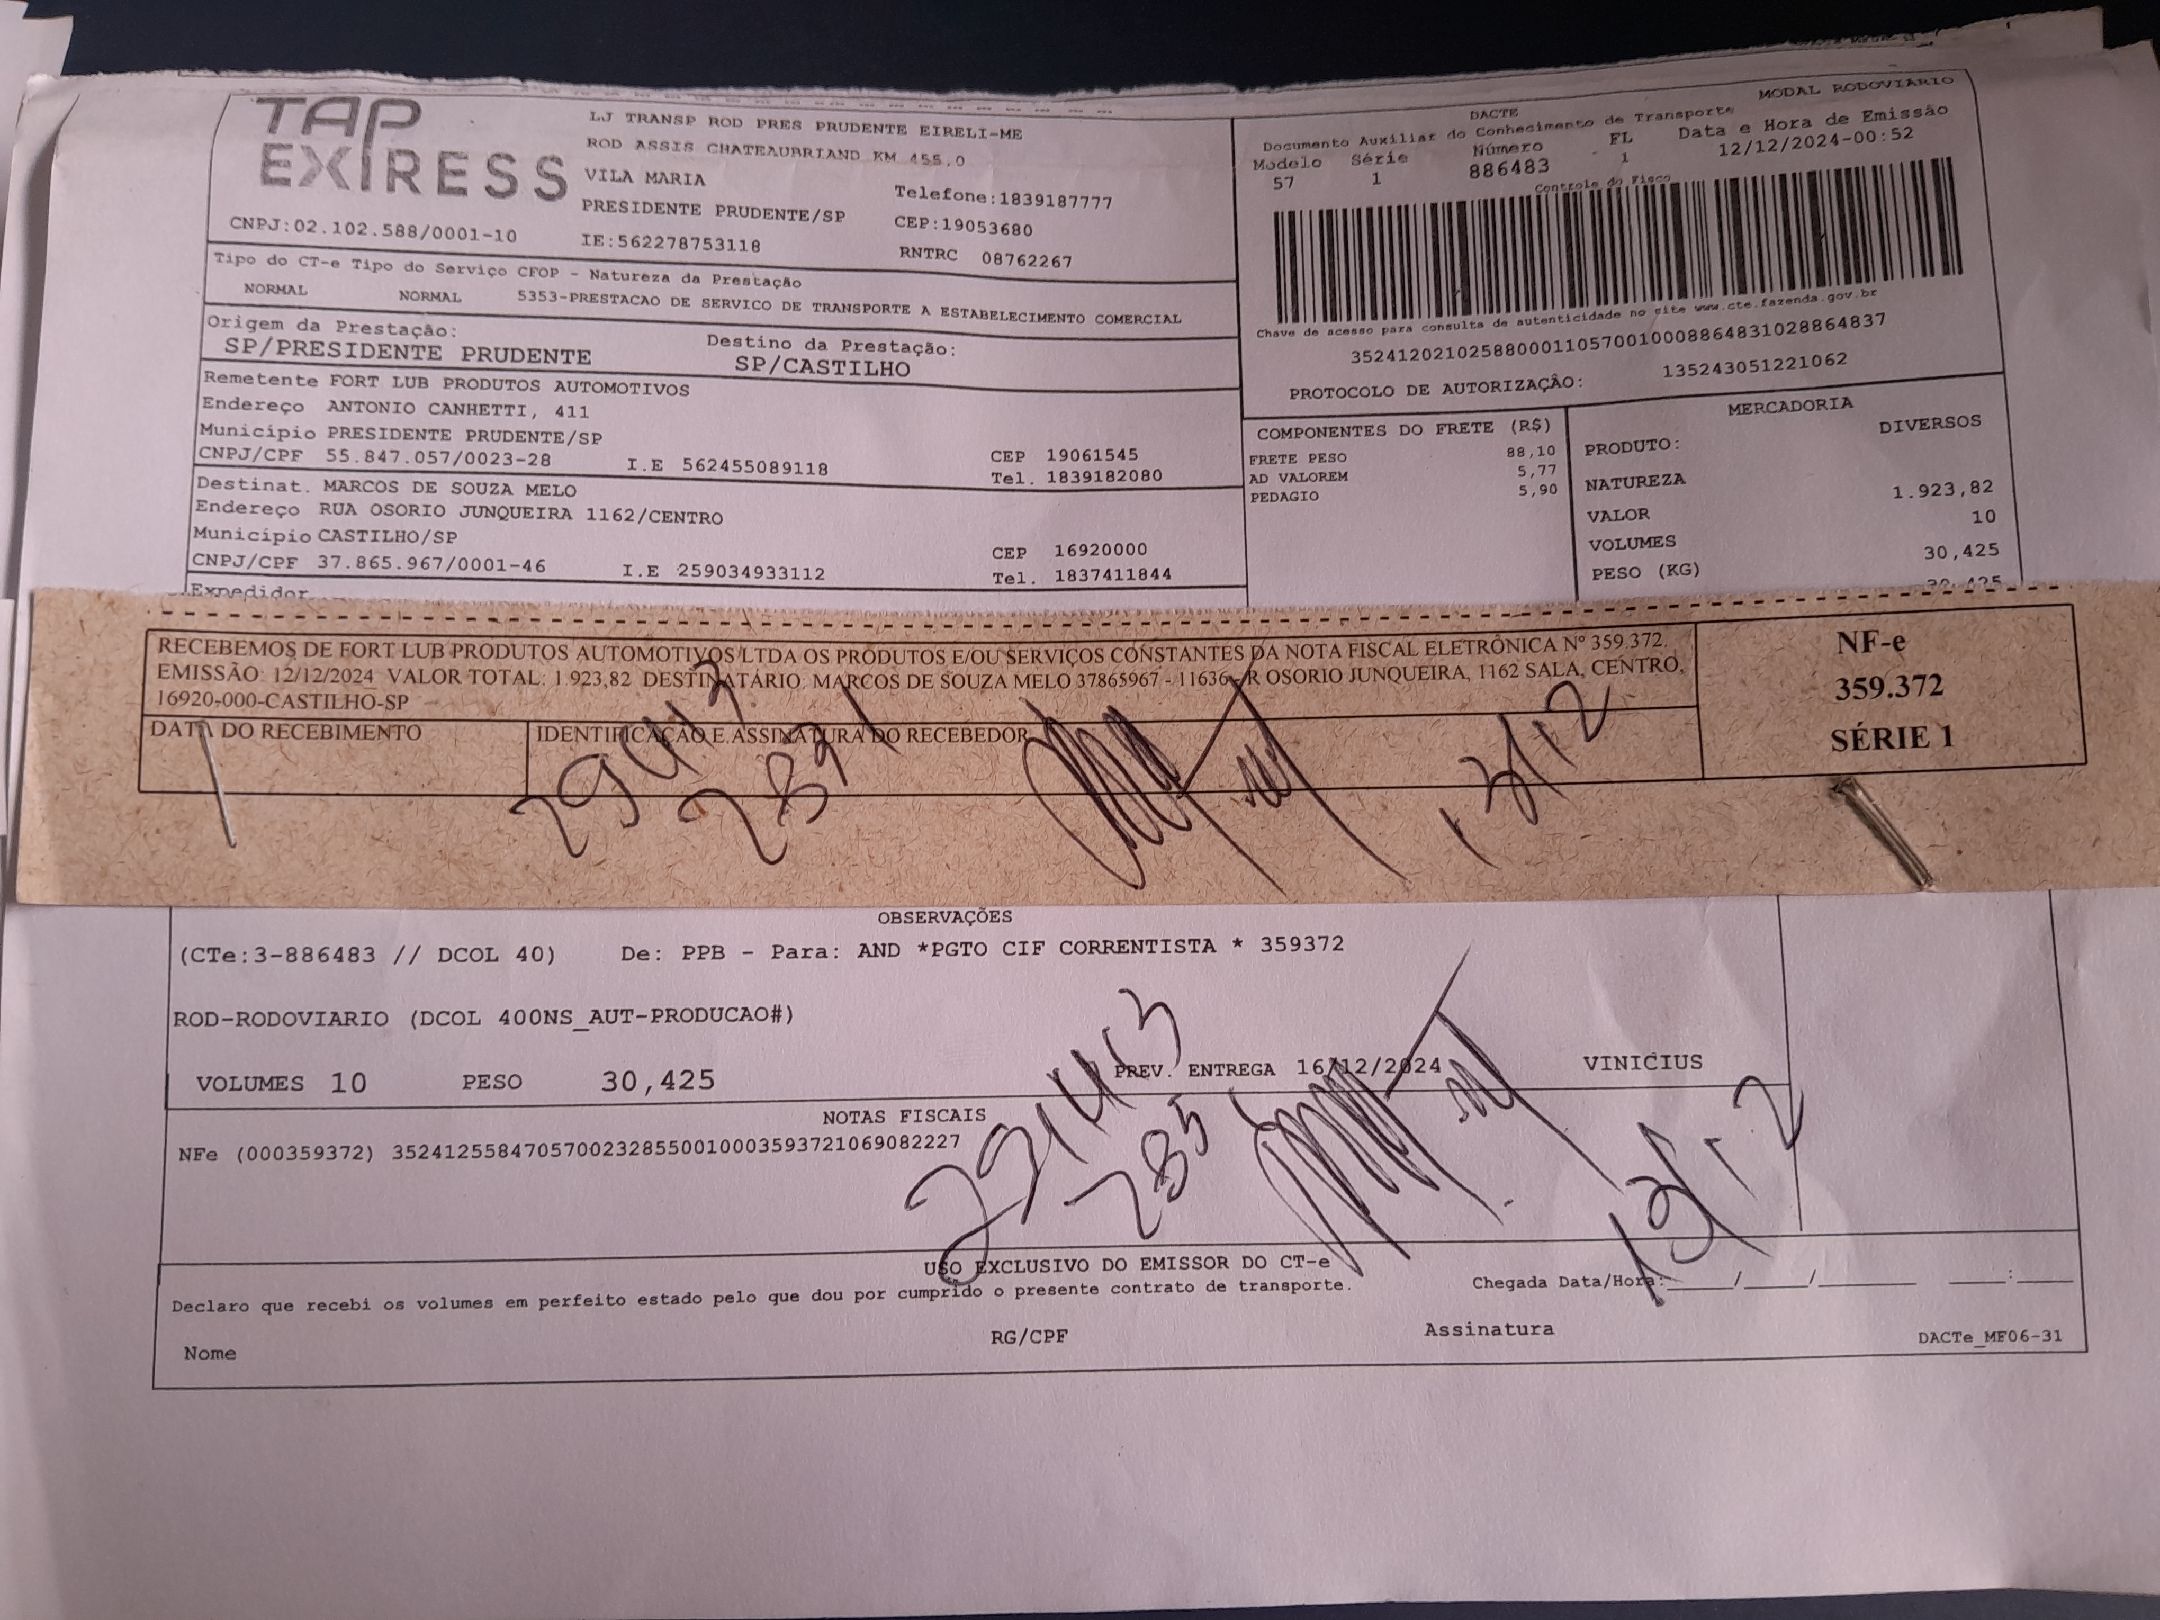 TAP EXPRESS
LJ TRANSP ROD PRES PRUDENTE EIRELI-ME
ROD ASSIS CHATEAUBRIAND KM 455,0
VILA MARIA
Telefone:1839187777
PRESIDENTE PRUDENTE/SP
CEP:19053680
CNPJ:02.102.588/0001-10
IE:562278753118
RNTRC 08762267
MODAL RODOVIÁRIO
DACTE
Documento Auxiliar do Conhecimento de Transporte
Modelo Série Número FL Data e Hora de Emissão
57 1 886483 1 12/12/2024-00:52
Controle do Fisco
Chave de acesso para consulta de autenticidade no site www.cte.fazenda.gov.br
35241202102588000110570010008864831028864837
PROTOCOLO DE AUTORIZAÇÂO: 135243051221062
Tipo do CT-e Tipo do Serviço CFOP - Natureza da Prestação
NORMAL NORMAL 5353-PRESTACAO DE SERVICO DE TRANSPORTE A ESTABELECIMENTO COMERCIAL
Origem da Prestação: Destino da Prestação:
SP/PRESIDENTE PRUDENTE SP/CASTILHO
Remetente FORT LUB PRODUTOS AUTOMOTIVOS
Endereço ANTONIO CANHETTI, 411
Município PRESIDENTE PRUDENTE/SP
CEP 19061545
CNPJ/CPF 55.847.057/0023-28 I.E 562455089118
Tel. 1839182080
Destinat. MARCOS DE SOUZA MELO
Endereço RUA OSORIO JUNQUEIRA 1162/CENTRO
Município CASTILHO/SP
CEP 16920000
CNPJ/CPF 37.865.967/0001-46 I.E 259034933112
Tel. 1837411844
Expedidor
COMPONENTES DO FRETE (R$)
FRETE PESO 88,10
AD VALOREM 5,77
PEDAGIO 5,90
MERCADORIA
PRODUTO: DIVERSOS
NATUREZA
VALOR 1.923,82
VOLUMES 10
PESO (KG) 30,425
30,425
RECEBEMOS DE FORT LUB PRODUTOS AUTOMOTIVOS LTDA OS PRODUTOS E/OU SERVIÇOS CONSTANTES DA NOTA FISCAL ELETRÔNICA Nº 359.372.
EMISSÃO: 12/12/2024 VALOR TOTAL: 1.923,82 DESTINATÁRIO: MARCOS DE SOUZA MELO 37865967 - 11636 - R OSORIO JUNQUEIRA, 1162 SALA, CENTRO,
16920-000-CASTILHO-SP
DATA DO RECEBIMENTO
IDENTIFICAÇÃO E ASSINATURA DO RECEBEDOR
NF-e
359.372
SÉRIE 1
OBSERVAÇÕES
(CTe:3-886483 // DCOL 40) De: PPB - Para: AND *PGTO CIF CORRENTISTA * 359372
ROD-RODOVIARIO (DCOL 400NS_AUT-PRODUCAO#)
VOLUMES 10 PESO 30,425 PREV. ENTREGA 16/12/2024 VINICIUS
NOTAS FISCAIS
NFe (000359372) 35241255847057002328550010003593721069082227
USO EXCLUSIVO DO EMISSOR DO CT-e
Declaro que recebi os volumes em perfeito estado pelo que dou por cumprido o presente contrato de transporte.
Chegada Data/Hora:____/____/______ ___:___
Nome RG/CPF Assinatura DACTe_MF06-31